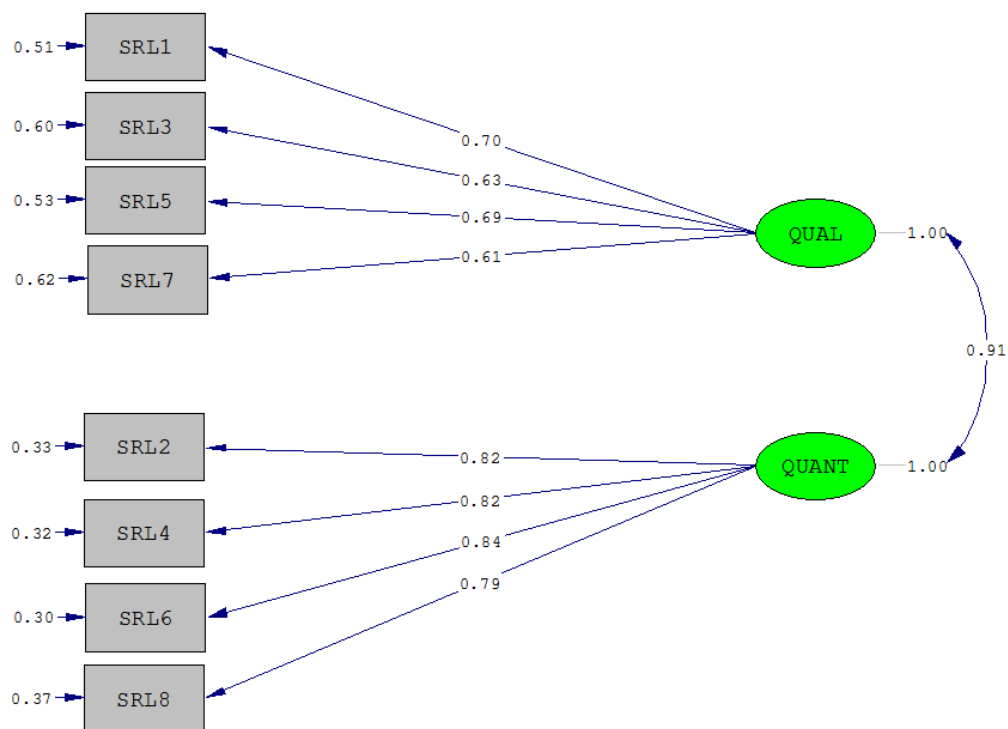 0.51 SRL1
0.70
0.60 SRL3
0.63
0.53 SRL5
0.69
QUAL 1.00
0.61
0.62 SRL7
0.91
0.33 SRL2
0.82
QUANT 1.00
0.82
0.32 SRL4
0.84
0.79
0.30 SRL6
0.37 SRL8